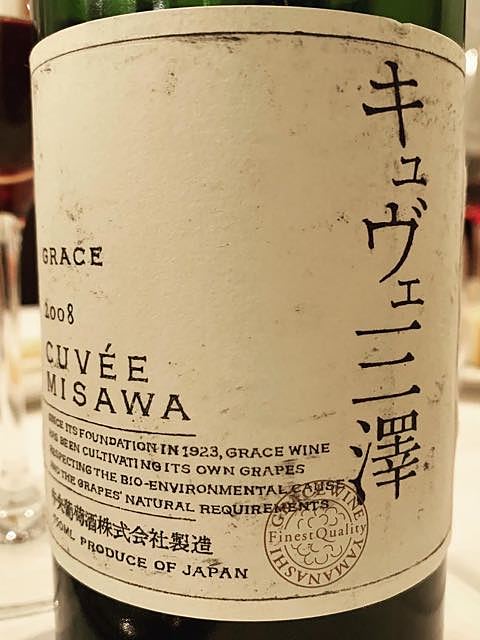 キュヴェ三澤
GRACE
2008
CUVÉE
MISAWA
SINCE ITS FOUNDATION IN 1923, GRACE WINE
HAS BEEN CULTIVATING ITS OWN GRAPES
RESPECTING THE BIO-ENVIRONMENTAL CAUSE
AND THE GRAPES' NATURAL REQUIREMENTS
中央葡萄酒株式会社製造
750ML PRODUCE OF JAPAN
GRACE WINE
Finest Quality
YAMANASHI